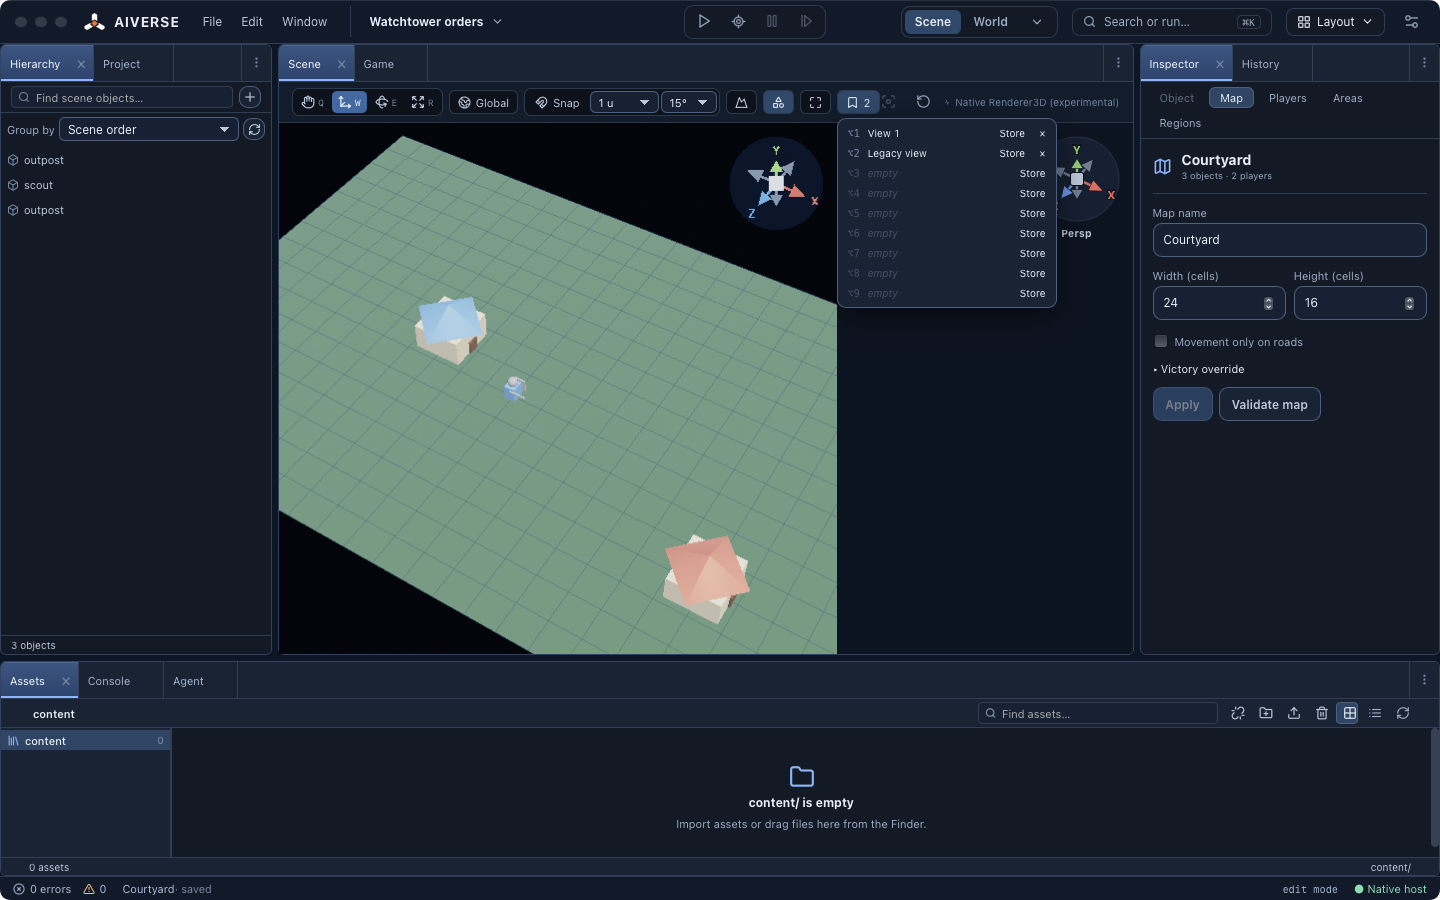 AIVERSE File Edit Window Watchtower orders Scene World Search or run... ⌘K Layout
Hierarchy Project
Find scene objects...
Group by Scene order
outpost
scout
outpost
3 objects
Scene Game
Q W E R Global Snap 1 u 15° 2 Native Renderer3D (experimental)
⌥1 View 1 Store ×
⌥2 Legacy view Store ×
⌥3 empty Store
⌥4 empty Store
⌥5 empty Store
⌥6 empty Store
⌥7 empty Store
⌥8 empty Store
⌥9 empty Store
Y
X
Z
Y
X
Persp
Inspector History
Object Map Players Areas
Regions
Courtyard
3 objects · 2 players
Map name
Courtyard
Width (cells) Height (cells)
24 16
Movement only on roads
Victory override
Apply Validate map
Assets Console Agent
content Find assets...
content 0
content/ is empty
Import assets or drag files here from the Finder.
0 assets content/
0 errors 0 Courtyard · saved edit mode Native host